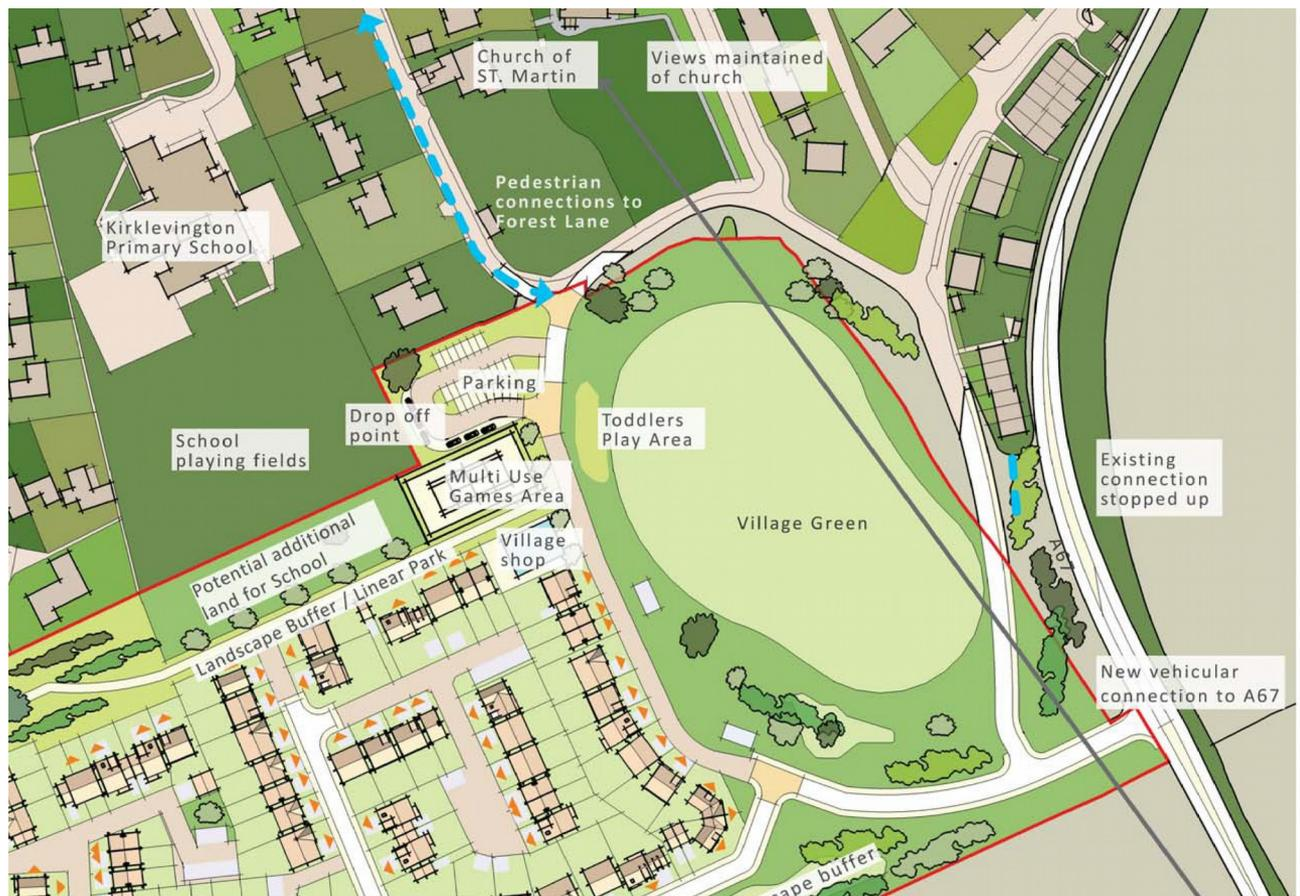 Church of
ST. Martin
Views maintained
of church
Pedestrian
connections to
Forest Lane
Kirklevington
Primary School
Parking
Drop off
point
Toddlers
Play Area
School
playing fields
Multi Use
Games Area
Existing
connection
stopped up
Village Green
Village
shop
A67
Potential additional
land for School
Landscape Buffer / Linear Park
New vehicular
connection to A67
cape buffer